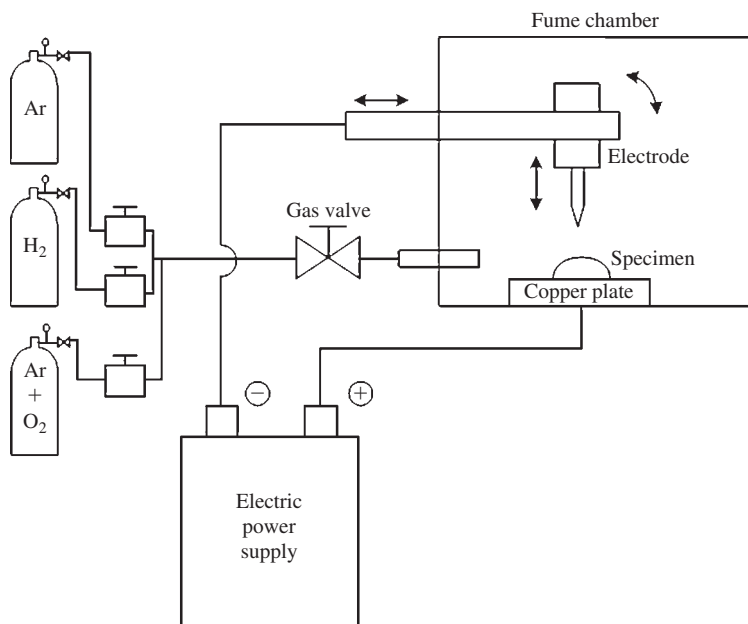 Fume chamber
Ar
Electrode
H₂
Gas valve
Specimen
Copper plate
Ar
+
O₂
−
+
Electric
power
supply